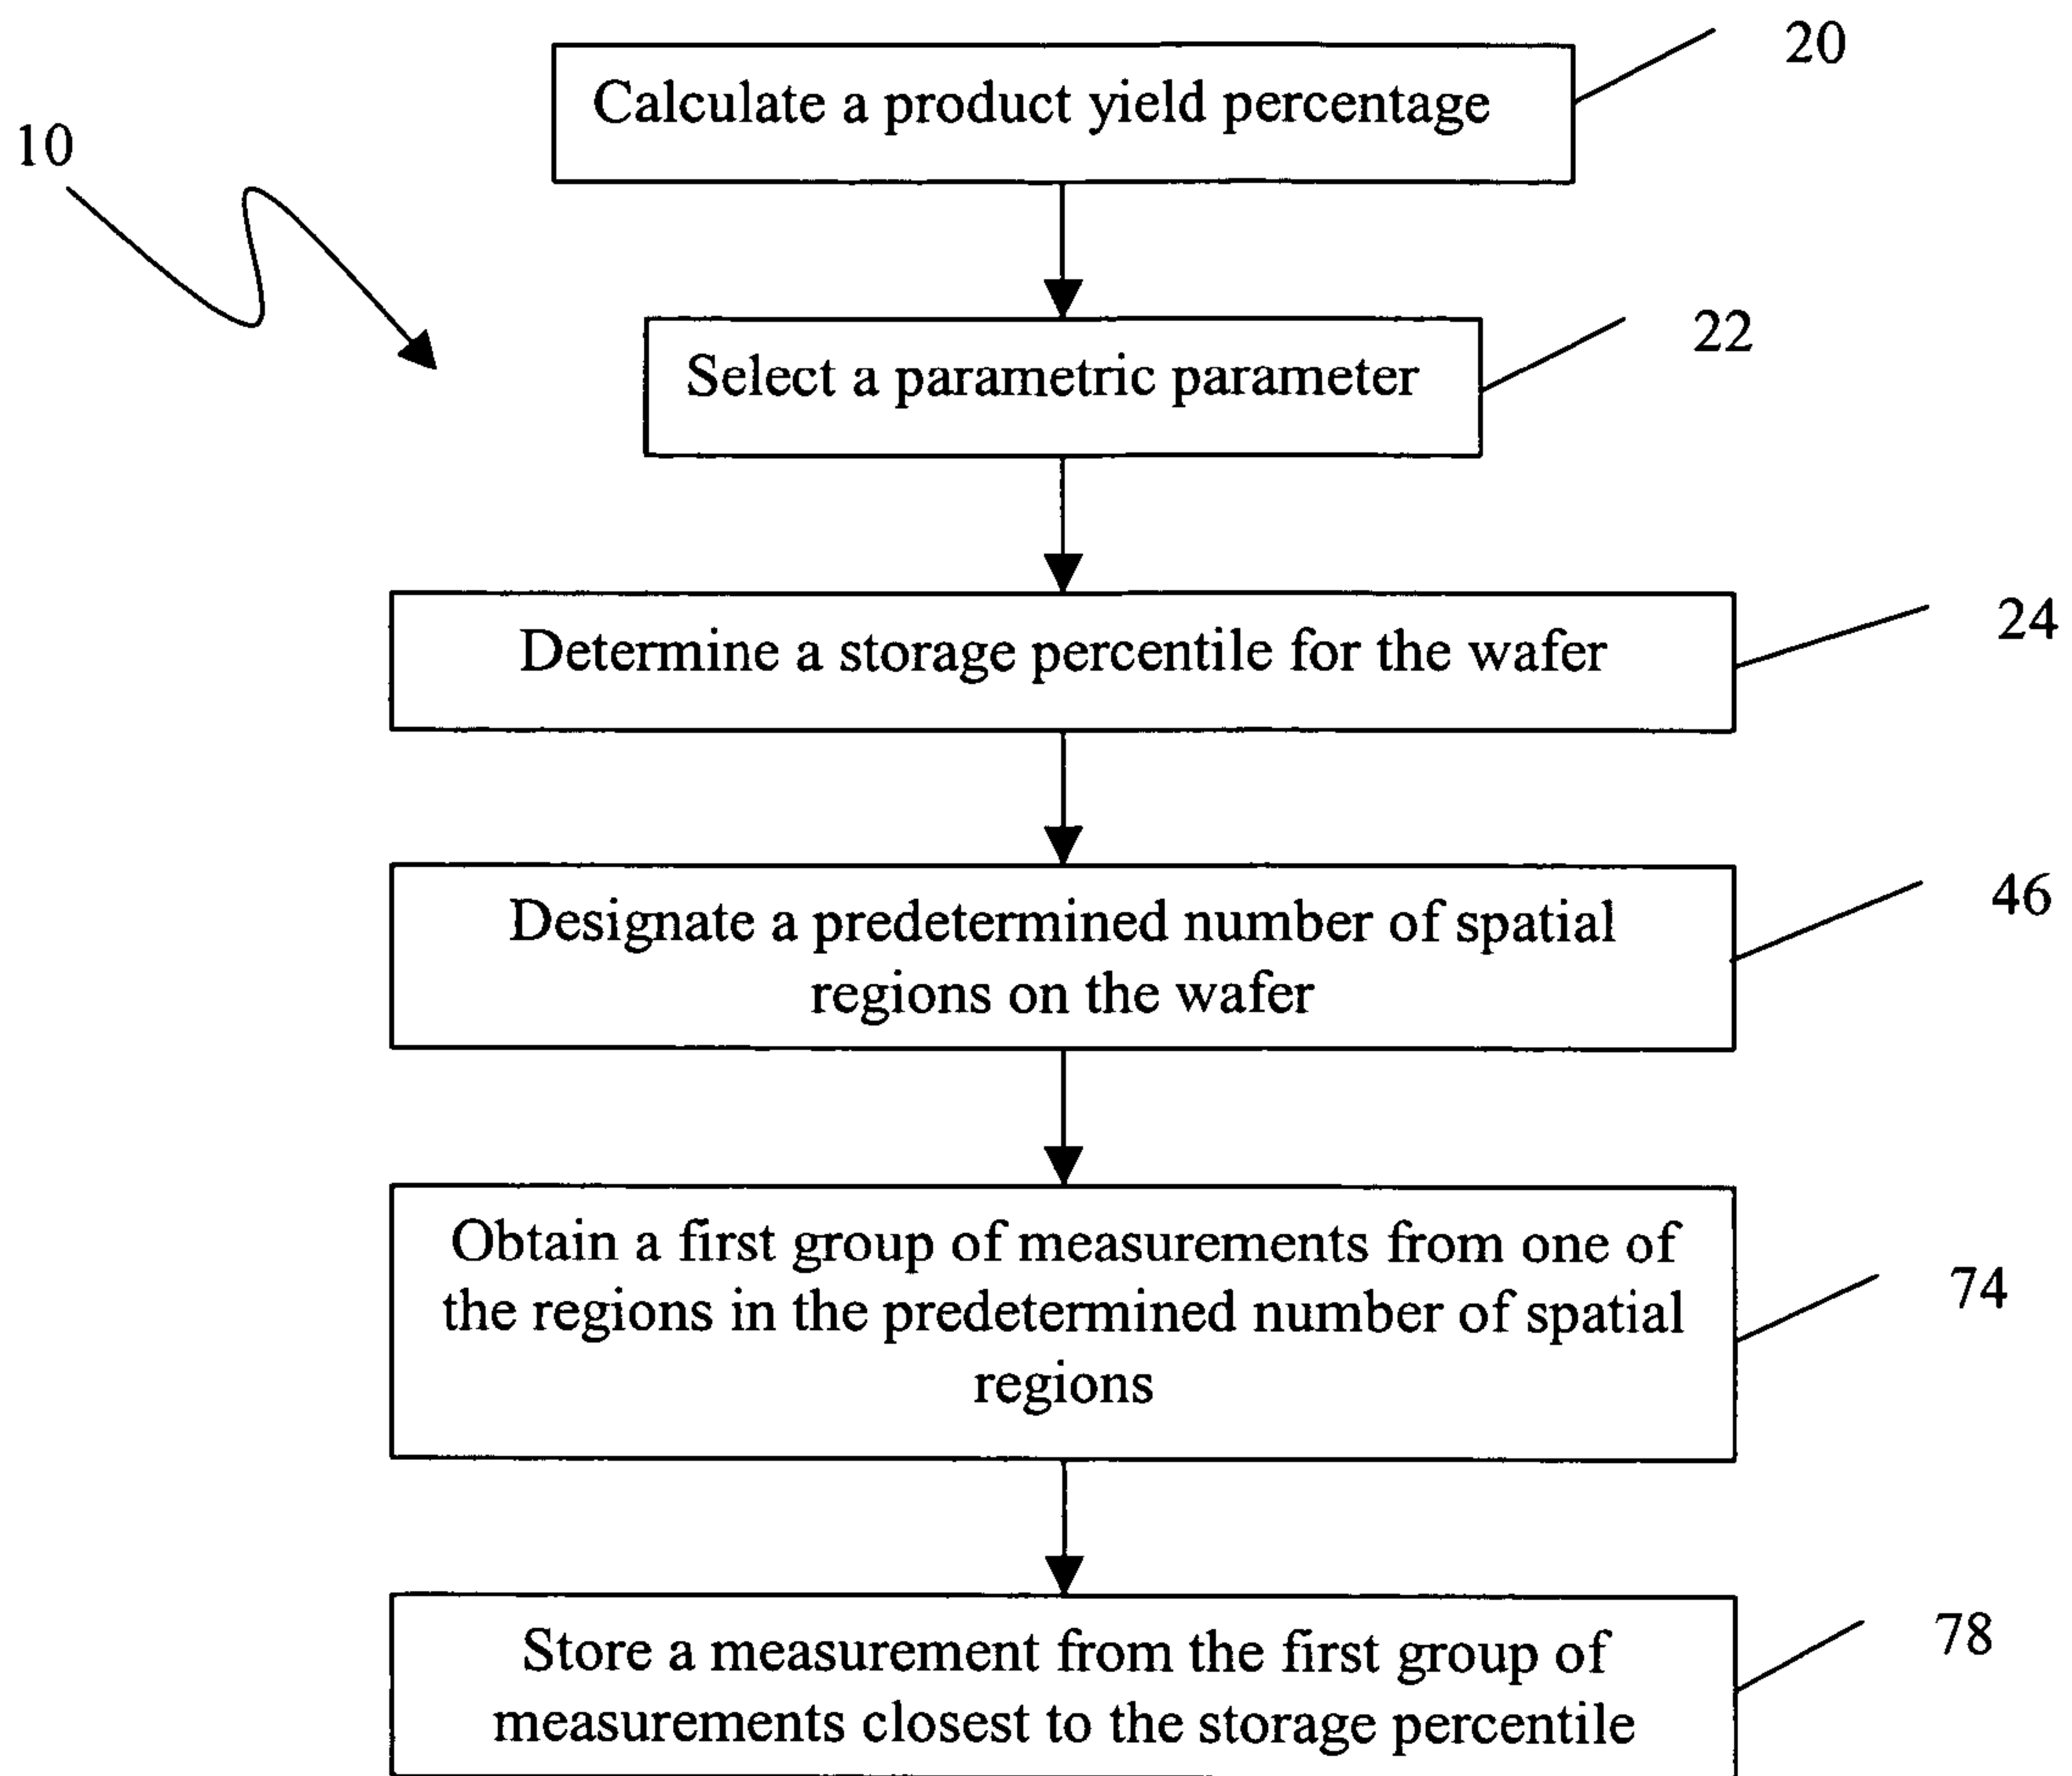 20
Calculate a product yield percentage
10
22
Select a parametric parameter
24
Determine a storage percentile for the wafer
46
Designate a predetermined number of spatial
regions on the wafer
Obtain a first group of measurements from one of
74
the regions in the predetermined number of spatial
regions
78
Store a measurement from the first group of
measurements closest to the storage percentile